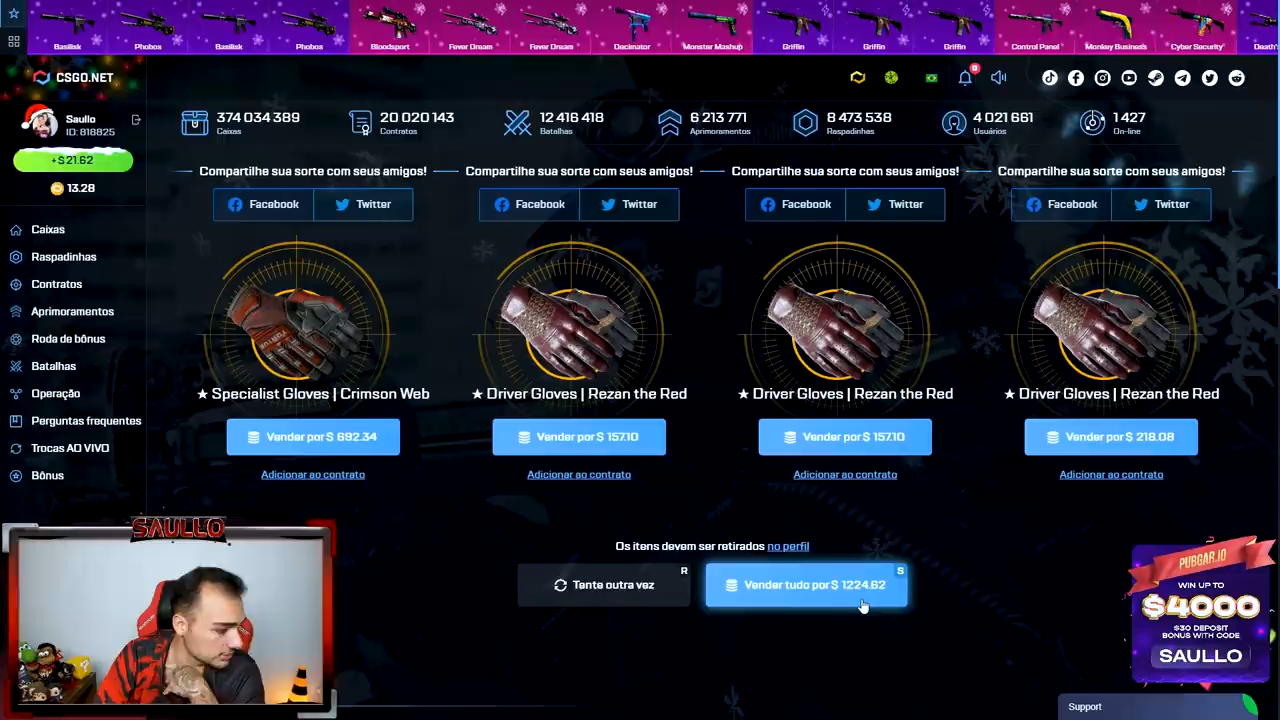 Basilisk
Phobos
Basilisk
Phobos
Bloodsport
Fever Dream
Fever Dream
Decimator
Monster Mashup
Griffin
Griffin
Griffin
Control Panel
Monkey Business
Cyber Security
CSGO.NET
Saullo
ID: 818825
+$ 21.62
13.28
374 034 389
Caixas
20 020 143
Contratos
12 416 418
Batalhas
6 213 771
Aprimoramentos
8 473 538
Raspadinhas
4 021 661
Usuários
1 427
On-line
Caixas
Raspadinhas
Contratos
Aprimoramentos
Roda de bônus
Batalhas
Operação
Perguntas frequentes
Trocas AO VIVO
Bônus
Compartilhe sua sorte com seus amigos!
Facebook
Twitter
★ Specialist Gloves | Crimson Web
Vender por $ 692.34
Adicionar ao contrato
Compartilhe sua sorte com seus amigos!
Facebook
Twitter
★ Driver Gloves | Rezan the Red
Vender por $ 157.10
Adicionar ao contrato
Compartilhe sua sorte com seus amigos!
Facebook
Twitter
★ Driver Gloves | Rezan the Red
Vender por $ 157.10
Adicionar ao contrato
Compartilhe sua sorte com seus amigos!
Facebook
Twitter
★ Driver Gloves | Rezan the Red
Vender por $ 218.08
Adicionar ao contrato
Os itens devem ser retirados no perfil
Tente outra vez
R
Vender tudo por $ 1224.62
S
SAULLO
PUBGAR.IO
WIN UP TO
$4000
$30 DEPOSIT
BONUS WITH CODE
SAULLO
Support